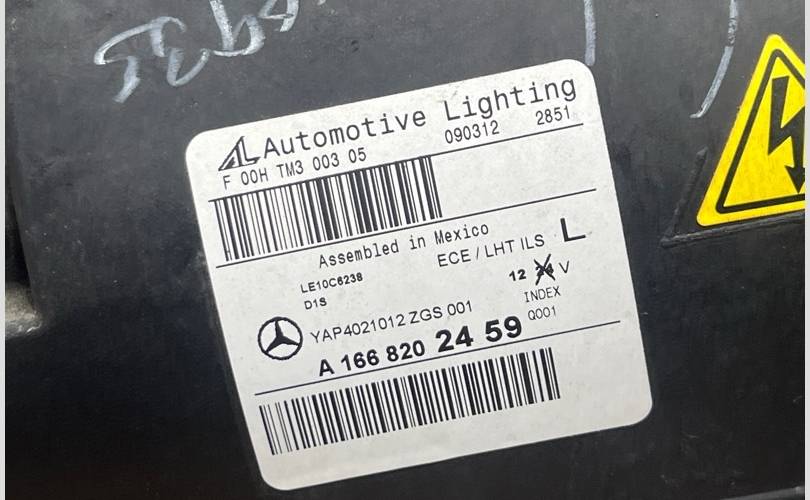 AL Automotive Lighting
F 00H TM3 003 05 090312 2851
Assembled in Mexico
LE10C6238 ECE / LHT ILS L
D1S 12 24 V
YAP4021012 ZGS 001 INDEX
A 166 820 24 59 Q001